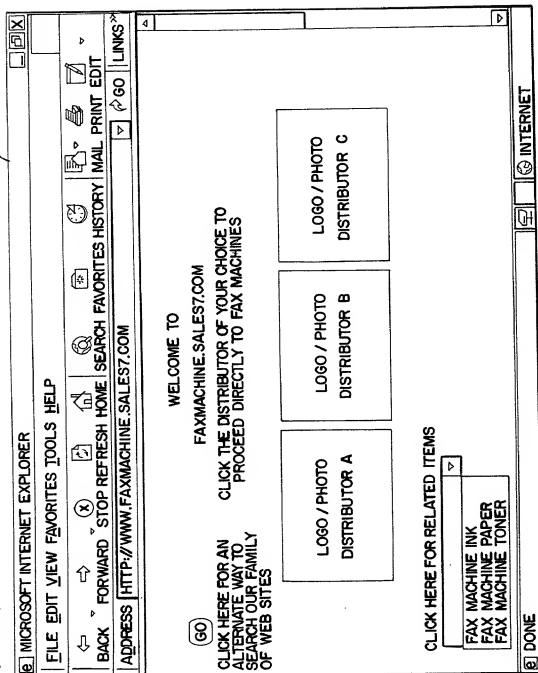 MICROSOFT INTERNET EXPLORER
FILE EDIT VIEW FAVORITES TOOLS HELP
BACK FORWARD STOP REFRESH HOME SEARCH FAVORITES HISTORY MAIL PRINT EDIT
ADDRESS HTTP://WWW.FAXMACHINE.SALES7.COM GO LINKS»
WELCOME TO
FAXMACHINE.SALES7.COM
GO
CLICK HERE FOR AN
ALTERNATE WAY TO
SEARCH OUR FAMILY
OF WEB SITES
CLICK THE DISTRIBUTOR OF YOUR CHOICE TO
PROCEED DIRECTLY TO FAX MACHINES
LOGO / PHOTO
DISTRIBUTOR A
LOGO / PHOTO
DISTRIBUTOR B
LOGO / PHOTO
DISTRIBUTOR C
CLICK HERE FOR RELATED ITEMS
FAX MACHINE INK
FAX MACHINE PAPER
FAX MACHINE TONER
DONE
INTERNET